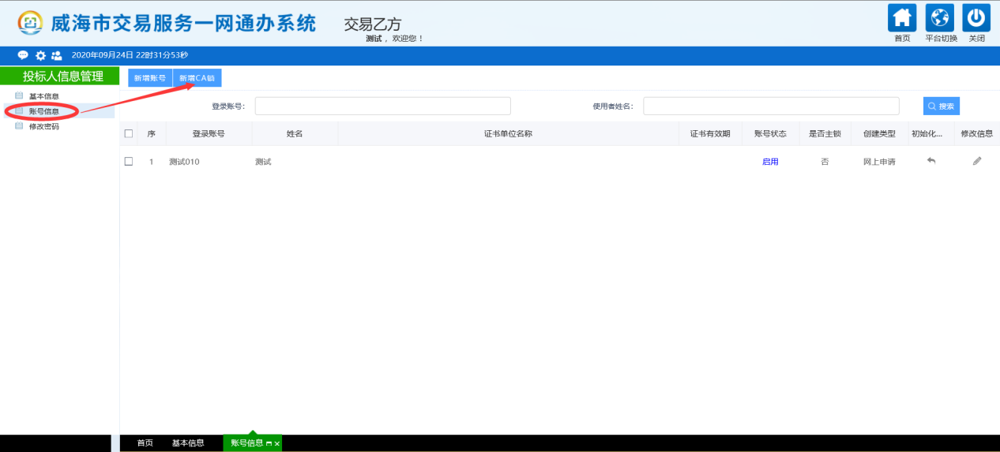 威海市交易服务一网通办系统
交易乙方
测试，欢迎您！
首页 平台切换 关闭
2020年09月24日 22时31分53秒
投标人信息管理
新增账号 新增CA锁
基本信息
账号信息
修改密码
登录账号： 使用者姓名： 搜索
序 登录账号 姓名 证书单位名称 证书有效期 账号状态 是否主锁 创建类型 初始化... 修改信息
1 测试010 测试 启用 否 网上申请
首页 基本信息 账号信息